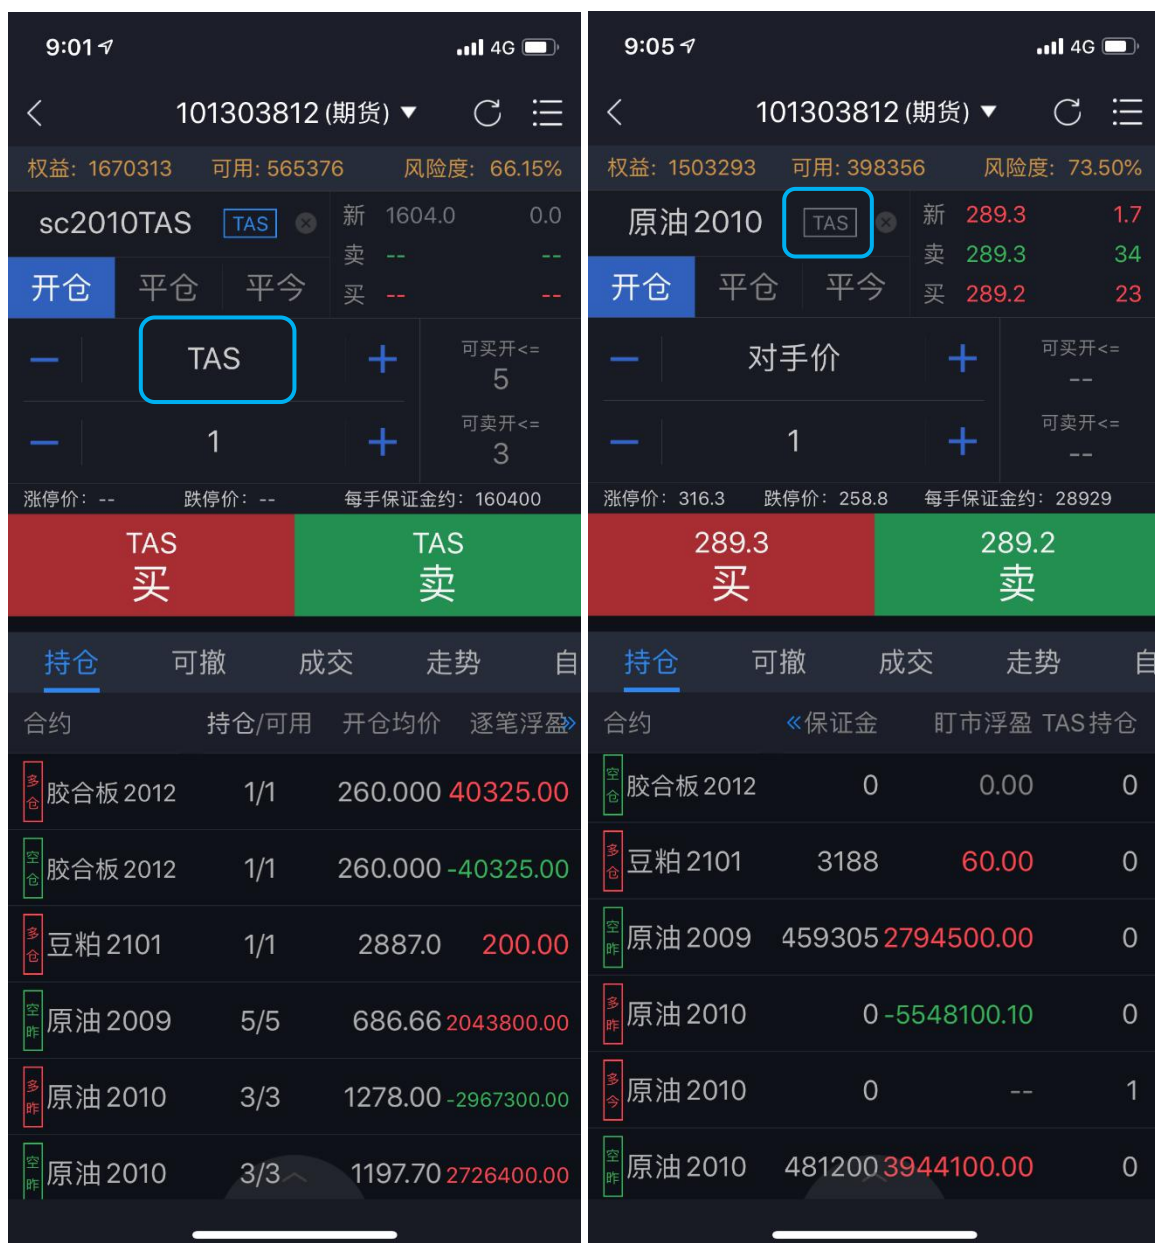 9:01
4G
101303812(期货)
权益: 1670313 可用: 565376 风险度: 66.15%
sc2010TAS TAS 新 1604.0 0.0
卖 -- --
开仓 平仓 平今 买 -- --
TAS 可买开<=
5
1 可卖开<=
3
涨停价: -- 跌停价: -- 每手保证金约: 160400
TAS TAS
买 卖
持仓 可撤 成交 走势 自
合约 持仓/可用 开仓均价 逐笔浮盈
多仓 胶合板2012 1/1 260.000 40325.00
空仓 胶合板2012 1/1 260.000 -40325.00
多仓 豆粕2101 1/1 2887.0 200.00
空昨 原油2009 5/5 686.66 2043800.00
多昨 原油2010 3/3 1278.00 -2967300.00
空昨 原油2010 3/3 1197.70 2726400.00
9:05
4G
101303812(期货)
权益: 1503293 可用: 398356 风险度: 73.50%
原油2010 TAS 新 289.3 1.7
卖 289.3 34
开仓 平仓 平今 买 289.2 23
对手价 可买开<=
--
1 可卖开<=
--
涨停价: 316.3 跌停价: 258.8 每手保证金约: 28929
289.3 289.2
买 卖
持仓 可撤 成交 走势 自
合约 «保证金 盯市浮盈 TAS持仓
空仓 胶合板2012 0 0.00 0
多仓 豆粕2101 3188 60.00 0
空昨 原油2009 459305 2794500.00 0
多昨 原油2010 0 -5548100.10 0
多今 原油2010 0 -- 1
空昨 原油2010 481200 3944100.00 0